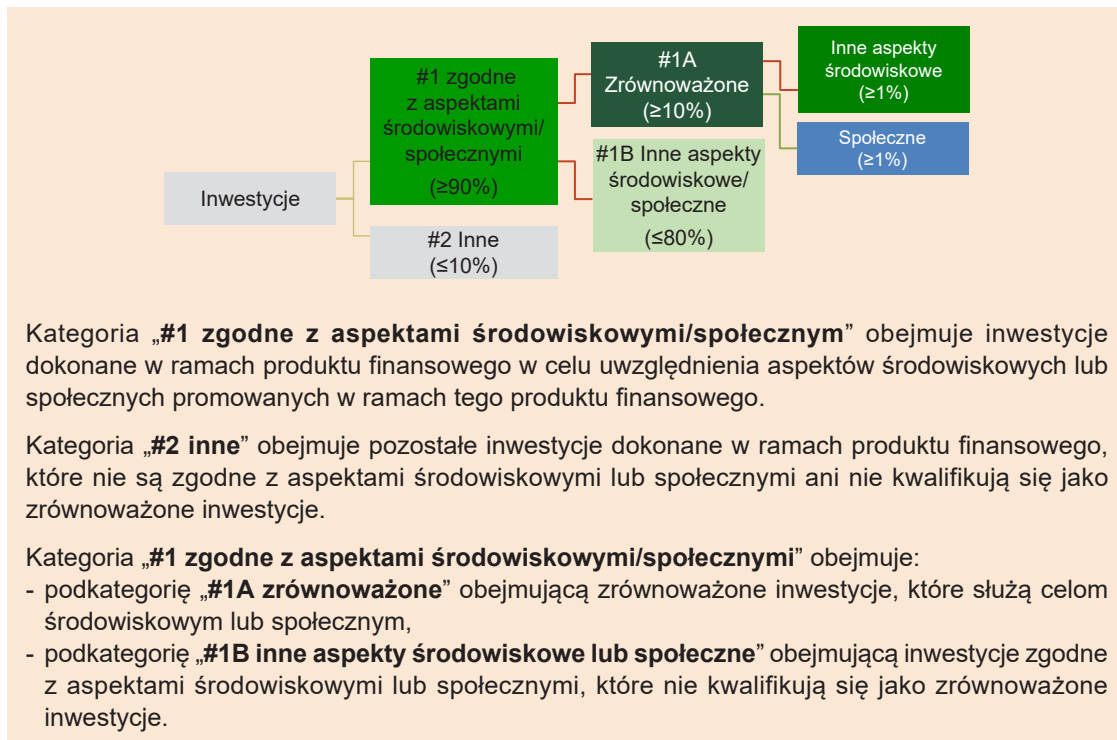 Inwestycje
#1 zgodne
z aspektami
środowiskowymi/
społecznymi
(≥90%)
#2 Inne
(≤10%)
#1A
Zrównoważone
(≥10%)
#1B Inne aspekty
środowiskowe/
społeczne
(≤80%)
Inne aspekty
środowiskowe
(≥1%)
Społeczne
(≥1%)
Kategoria „#1 zgodne z aspektami środowiskowymi/społecznym” obejmuje inwestycje
dokonane w ramach produktu finansowego w celu uwzględnienia aspektów środowiskowych lub
społecznych promowanych w ramach tego produktu finansowego.
Kategoria „#2 inne” obejmuje pozostałe inwestycje dokonane w ramach produktu finansowego,
które nie są zgodne z aspektami środowiskowymi lub społecznymi ani nie kwalifikują się jako
zrównoważone inwestycje.
Kategoria „#1 zgodne z aspektami środowiskowymi/społecznymi” obejmuje:
- podkategorię „#1A zrównoważone” obejmującą zrównoważone inwestycje, które służą celom
środowiskowym lub społecznym,
- podkategorię „#1B inne aspekty środowiskowe lub społeczne” obejmującą inwestycje zgodne
z aspektami środowiskowymi lub społecznymi, które nie kwalifikują się jako zrównoważone
inwestycje.